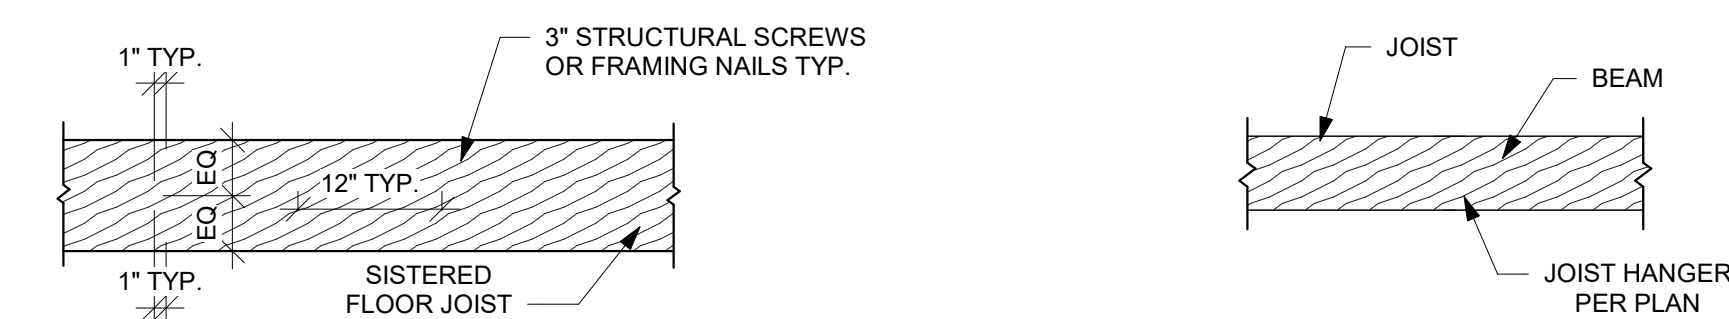 1" TYP.
3" STRUCTURAL SCREWS
OR FRAMING NAILS TYP.
EQ
EQ
12" TYP.
1" TYP.
SISTERED
FLOOR JOIST
JOIST
BEAM
JOIST HANGER
PER PLAN